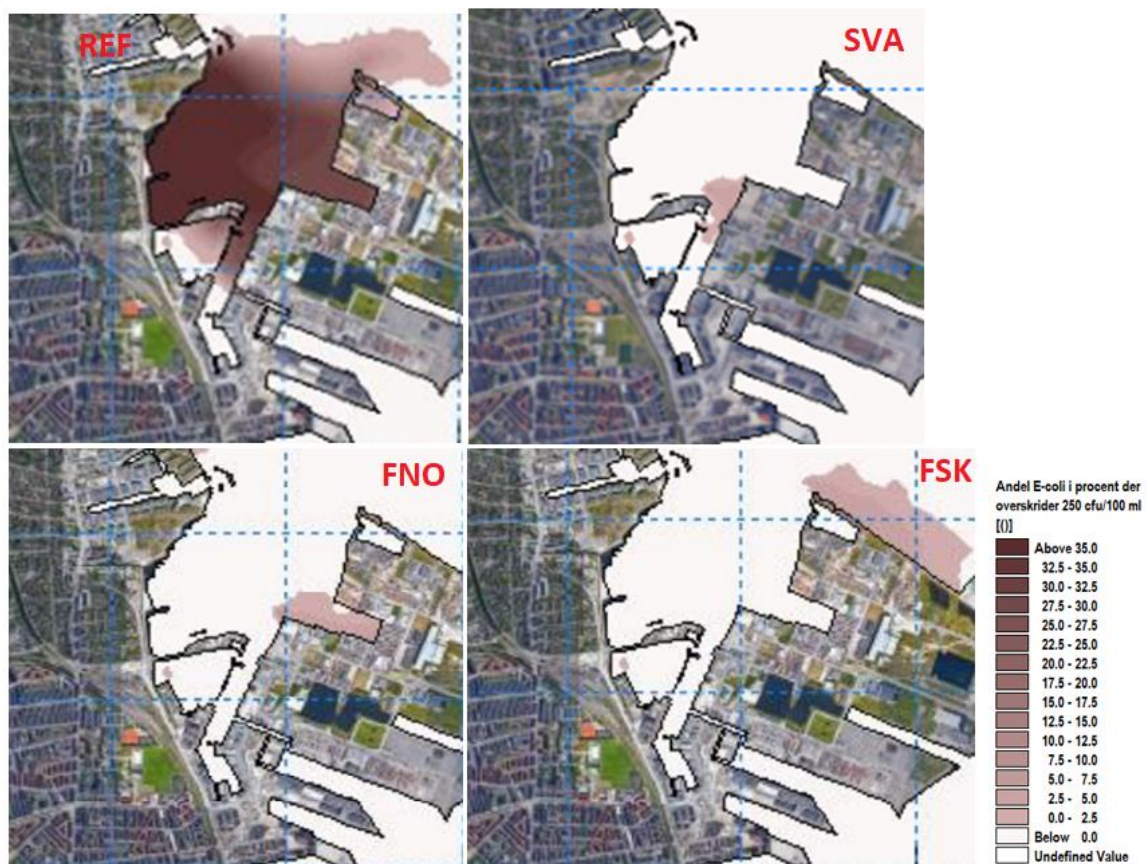 REF
SVA
FNO
FSK
Andel E-coli i procent der
overskrider 250 cfu/100 ml
[()]
Above 35.0
32.5 - 35.0
30.0 - 32.5
27.5 - 30.0
25.0 - 27.5
22.5 - 25.0
20.0 - 22.5
17.5 - 20.0
15.0 - 17.5
12.5 - 15.0
10.0 - 12.5
7.5 - 10.0
5.0 - 7.5
2.5 - 5.0
0.0 - 2.5
Below 0.0
Undefined Value